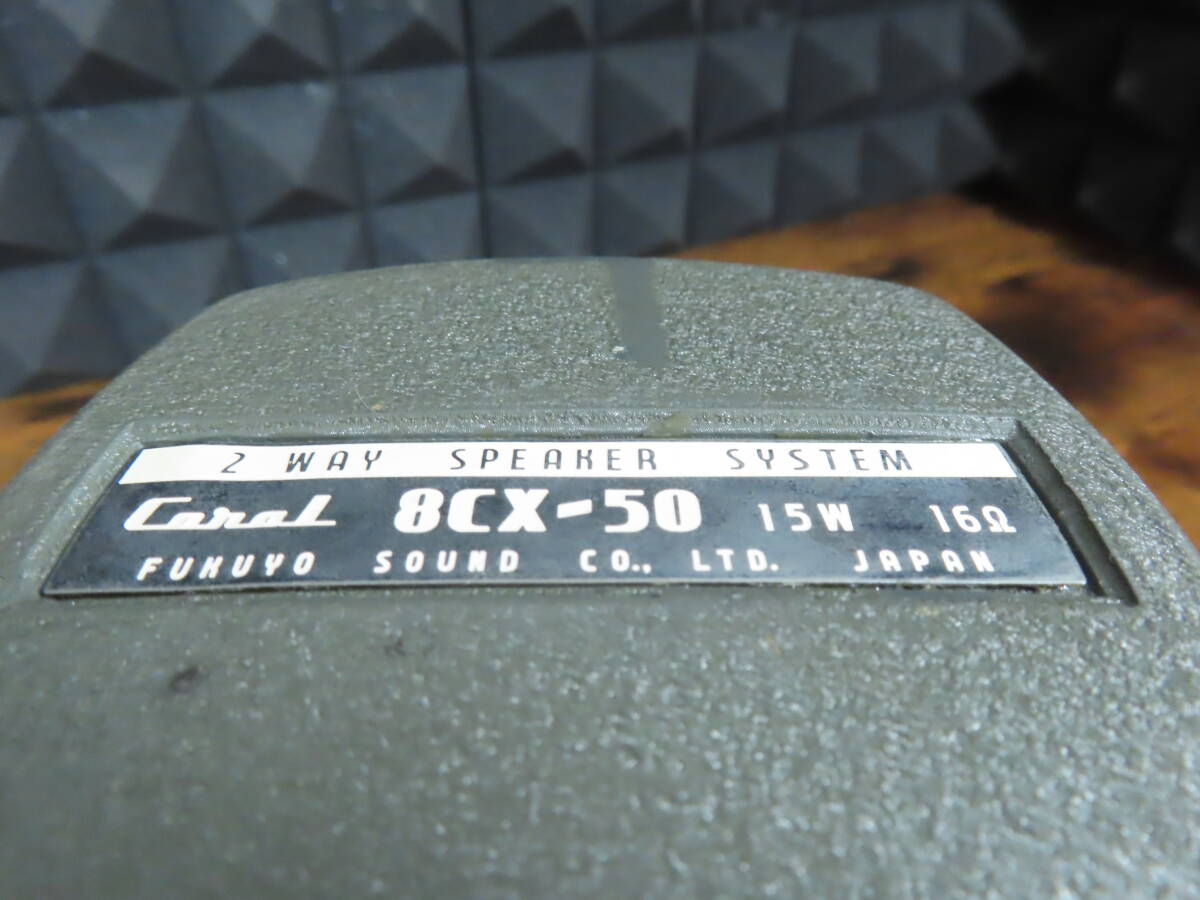 2 WAY SPEAKER SYSTEM
Coral 8CX-50 15W 16Ω
FUKUYO SOUND CO., LTD. JAPAN